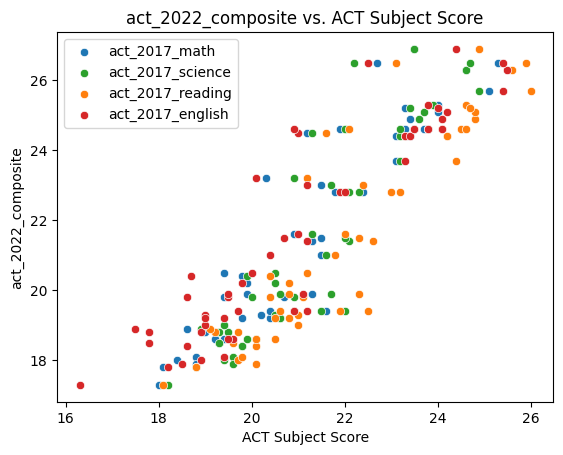 act_2022_composite vs. ACT Subject Score
act_2017_math
act_2017_science
act_2017_reading
act_2017_english
act_2022_composite
26
24
22
20
18
16 18 20 22 24 26
ACT Subject Score